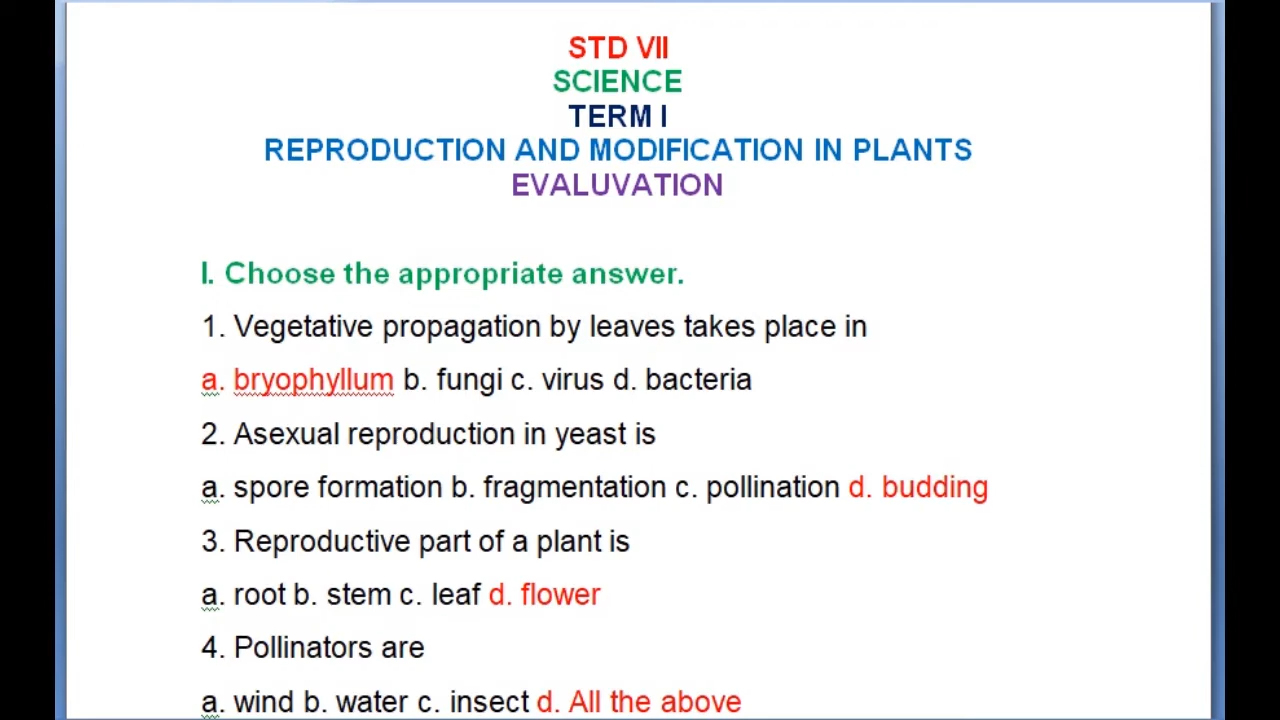 STD VII
SCIENCE
TERM I
REPRODUCTION AND MODIFICATION IN PLANTS
EVALUVATION
I. Choose the appropriate answer.
1. Vegetative propagation by leaves takes place in
a. bryophyllum b. fungi c. virus d. bacteria
2. Asexual reproduction in yeast is
a. spore formation b. fragmentation c. pollination d. budding
3. Reproductive part of a plant is
a. root b. stem c. leaf d. flower
4. Pollinators are
a. wind b. water c. insect d. All the above